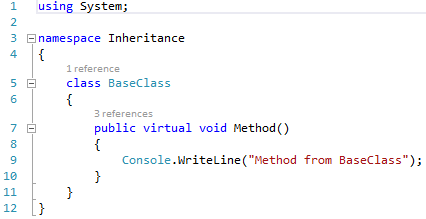 1 using System;
2
3 namespace Inheritance
4 {
1 reference
5 class BaseClass
6 {
3 references
7 public virtual void Method()
8 {
9 Console.WriteLine("Method from BaseClass");
10 }
11 }
12 }